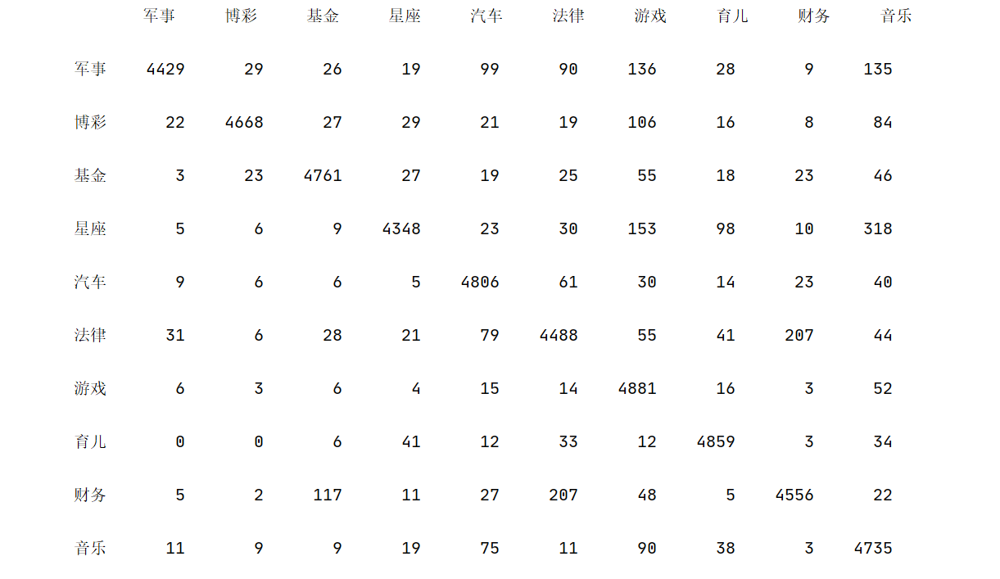 军事 博彩 基金 星座 汽车 法律 游戏 育儿 财务 音乐
军事 4429 29 26 19 99 90 136 28 9 135
博彩 22 4668 27 29 21 19 106 16 8 84
基金 3 23 4761 27 19 25 55 18 23 46
星座 5 6 9 4348 23 30 153 98 10 318
汽车 9 6 6 5 4806 61 30 14 23 40
法律 31 6 28 21 79 4488 55 41 207 44
游戏 6 3 6 4 15 14 4881 16 3 52
育儿 0 0 6 41 12 33 12 4859 3 34
财务 5 2 117 11 27 207 48 5 4556 22
音乐 11 9 9 19 75 11 90 38 3 4735